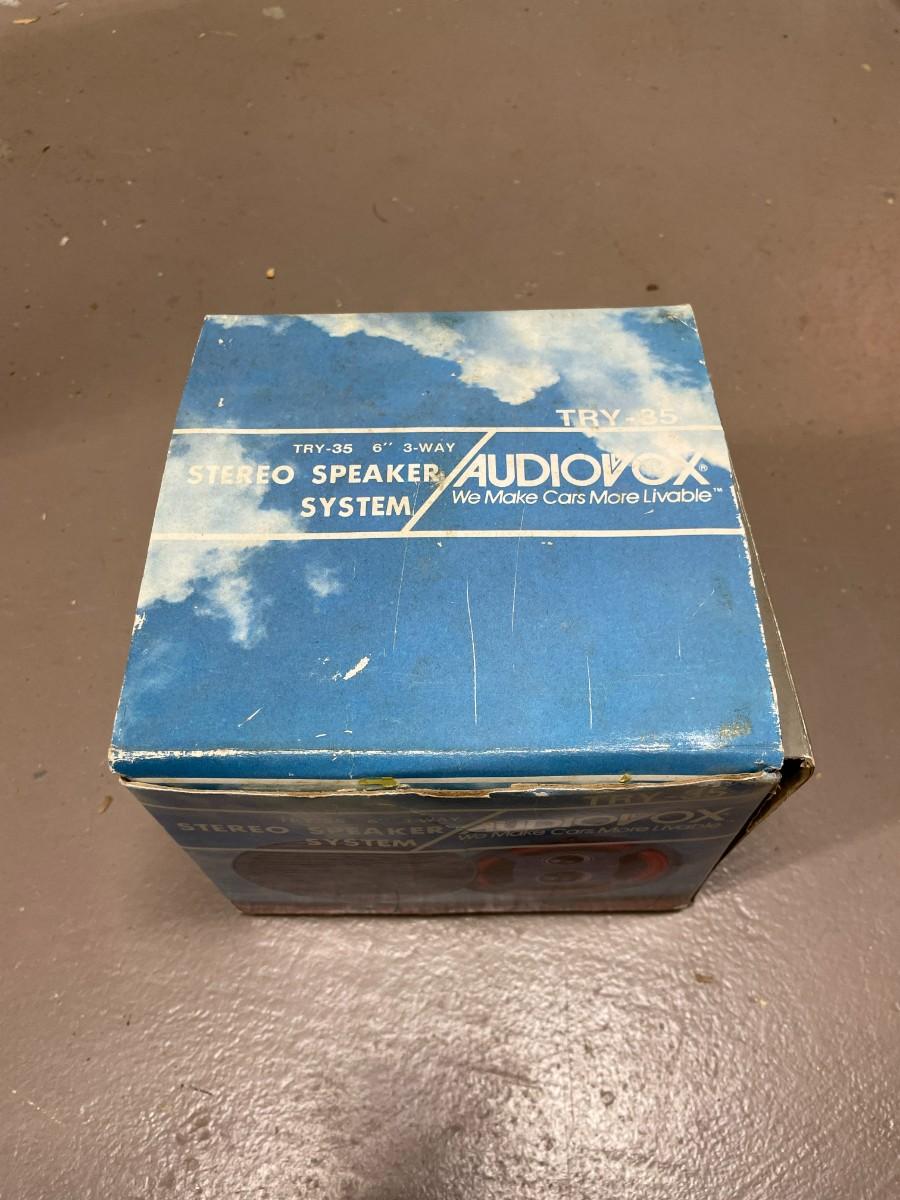 TRY-35
TRY-35 6" 3-WAY
STEREO SPEAKER
SYSTEM
AUDIOVOX®
We Make Cars More Livable™
TRY-35
STEREO SPEAKER
SYSTEM
AUDIOVOX
We Make Cars More Livable